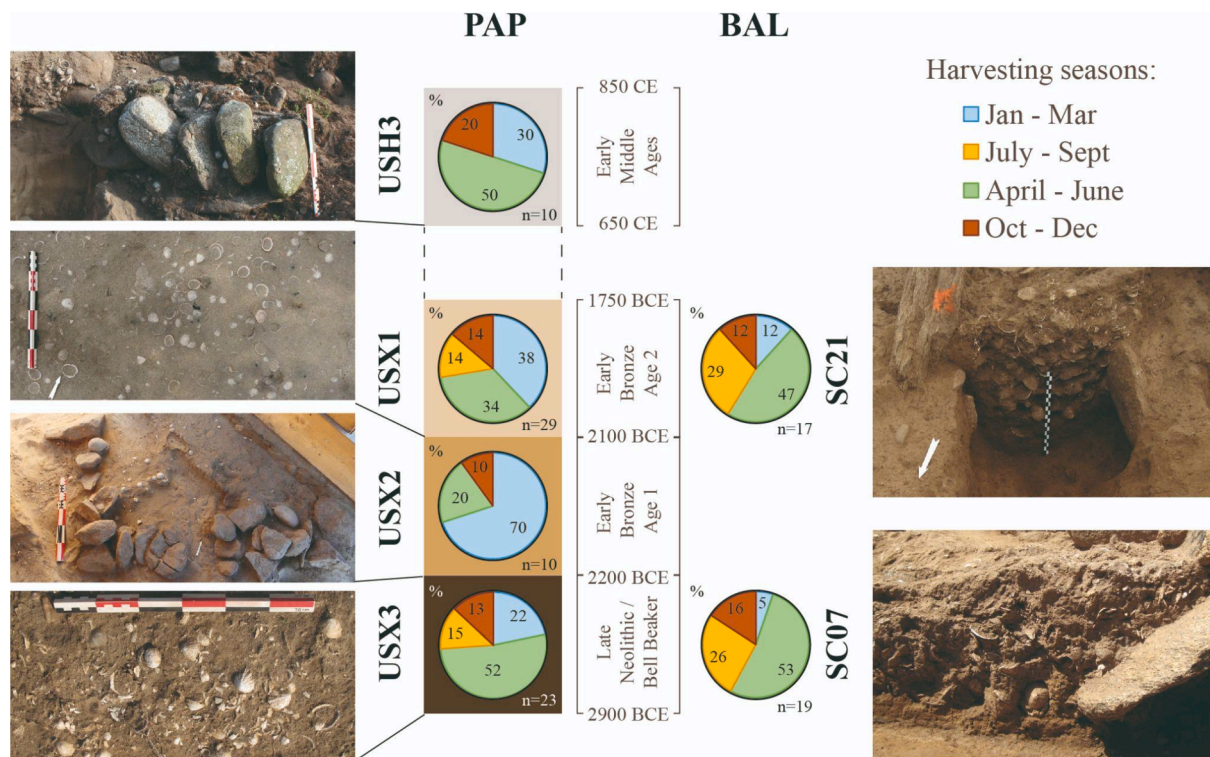 PAP
BAL
Harvesting seasons:
Jan - Mar
July - Sept
April - June
Oct - Dec
USH3
%
20
30
50
n=10
850 CE
Early
Middle
Ages
650 CE
USX1
%
14
38
14
34
n=29
1750 BCE
Early
Bronze
Age 2
2100 BCE
%
12
12
29
47
n=17
SC21
USX2
%
10
20
70
n=10
Early
Bronze
Age 1
2200 BCE
USX3
%
13
22
15
52
n=23
Late
Neolithic /
Bell Beaker
2900 BCE
%
16
5
26
53
n=19
SC07